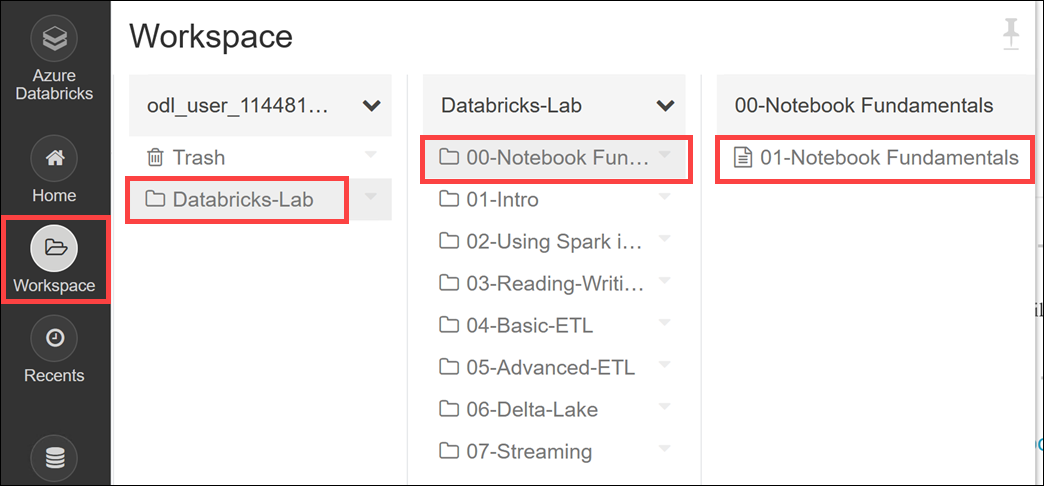 Azure
Databricks
Home
Workspace
Recents
Workspace
odl_user_114481...
Trash
Databricks-Lab
Databricks-Lab
00-Notebook Fun...
01-Intro
02-Using Spark i...
03-Reading-Writi...
04-Basic-ETL
05-Advanced-ETL
06-Delta-Lake
07-Streaming
00-Notebook Fundamentals
01-Notebook Fundamentals